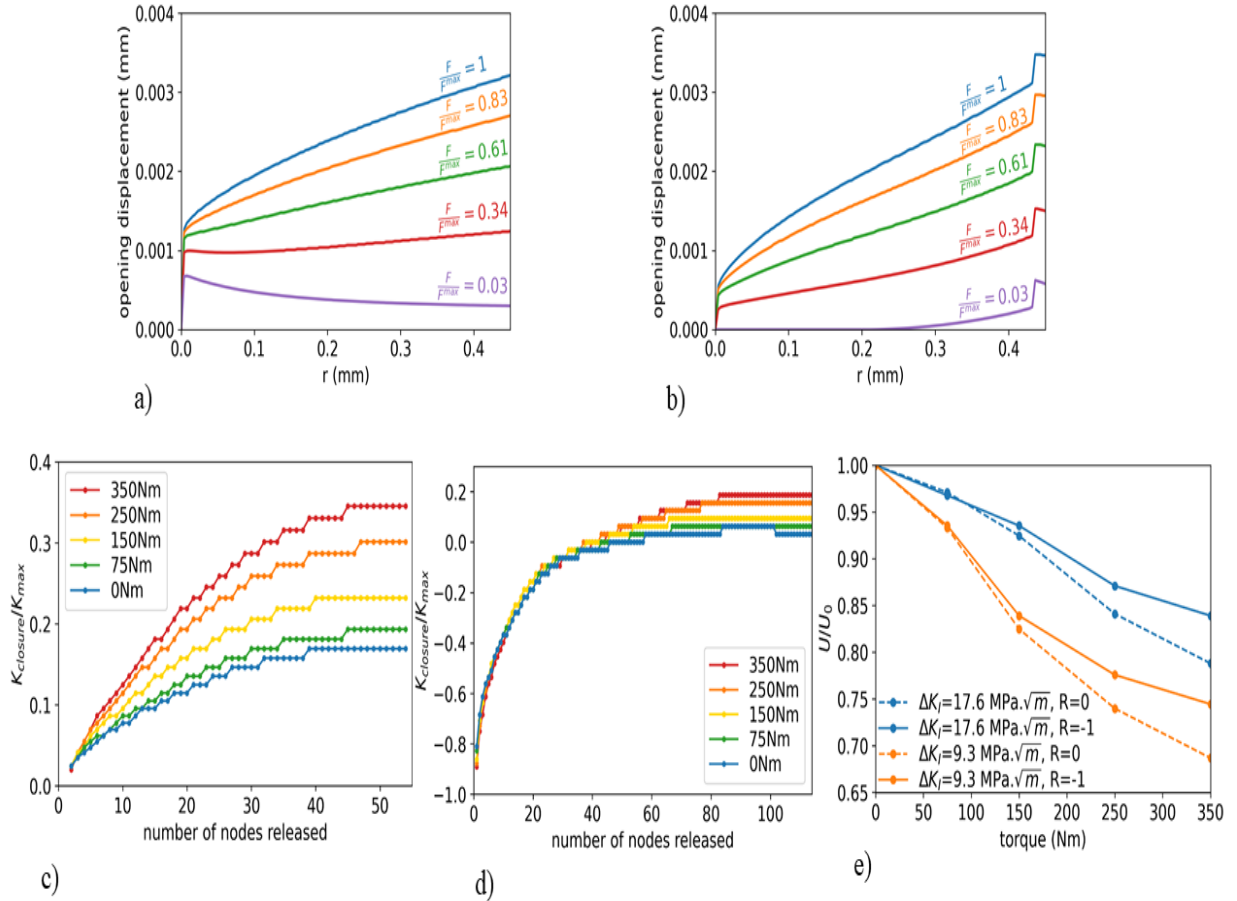 0.004
0.003
0.002
0.001
0.000
opening displacement (mm)
F/F^max = 1
F/F^max = 0.83
F/F^max = 0.61
F/F^max = 0.34
F/F^max = 0.03
0.0 0.1 0.2 0.3 0.4
r (mm)
a)
0.004
0.003
0.002
0.001
0.000
opening displacement (mm)
F/F^max = 1
F/F^max = 0.83
F/F^max = 0.61
F/F^max = 0.34
F/F^max = 0.03
0.0 0.1 0.2 0.3 0.4
r (mm)
b)
0.4
0.3
0.2
0.1
0.0
K_closure/K_max
350Nm
250Nm
150Nm
75Nm
0Nm
0 10 20 30 40 50
number of nodes released
c)
0.2
0.0
−0.2
−0.4
−0.6
−0.8
−1.0
K_closure/K_max
350Nm
250Nm
150Nm
75Nm
0Nm
0 20 40 60 80 100
number of nodes released
d)
1.00
0.95
0.90
0.85
0.80
0.75
0.70
0.65
U/U_0
ΔK_I=17.6 MPa.√m, R=0
ΔK_I=17.6 MPa.√m, R=-1
ΔK_I=9.3 MPa.√m, R=0
ΔK_I=9.3 MPa.√m, R=-1
0 50 100 150 200 250 300 350
torque (Nm)
e)